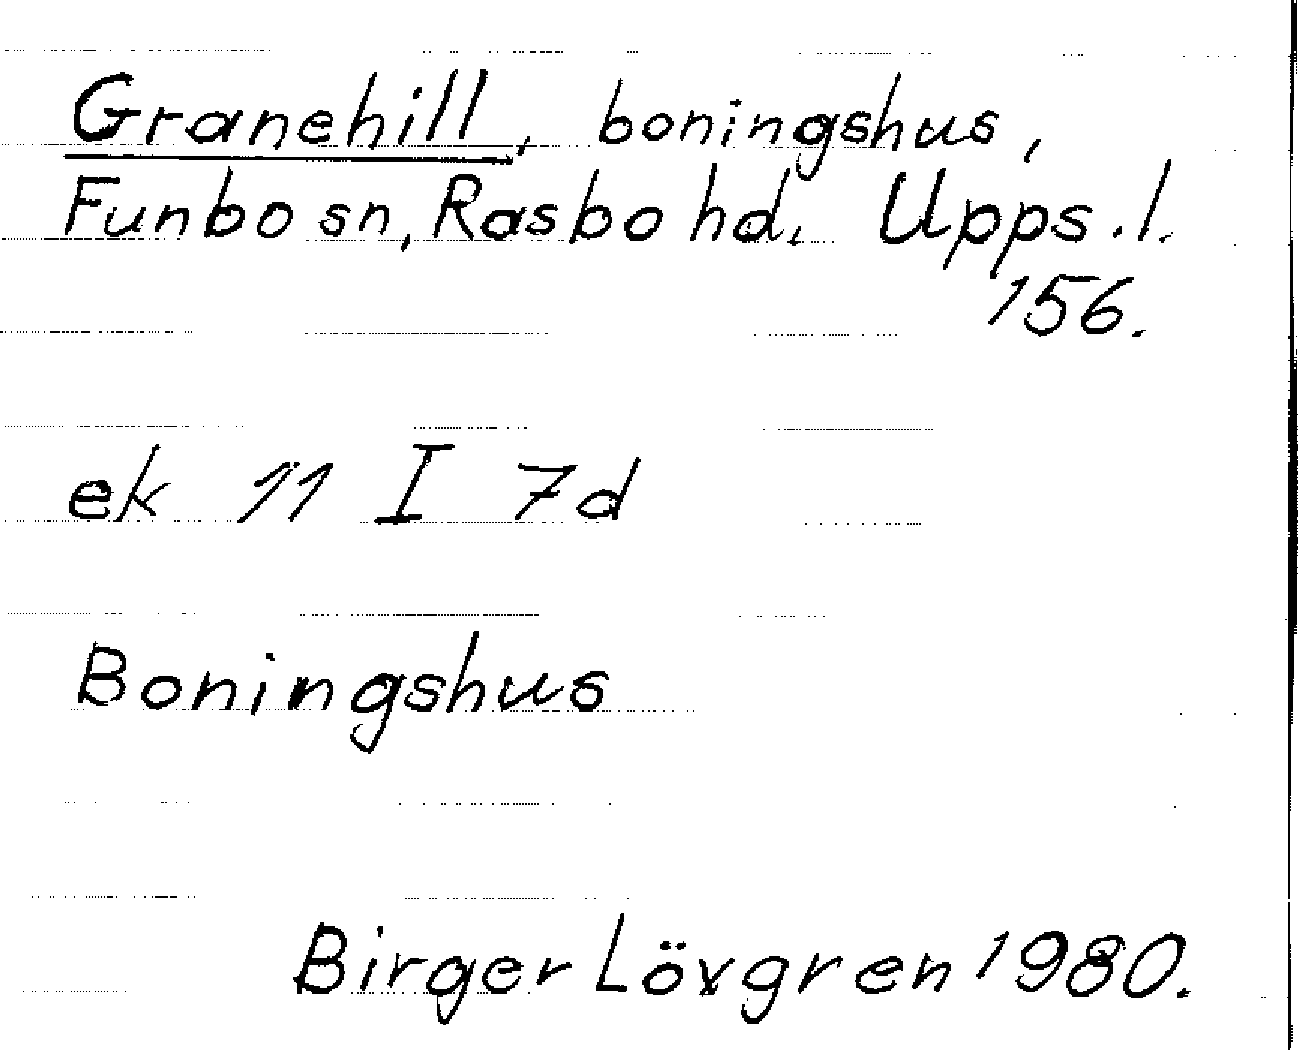 Granehill, boningshus,
Funbo sn, Rasbo hd, Upps.l.
156.
ek 11 I 7d
Boningshus
Birger Lövgren 1980.